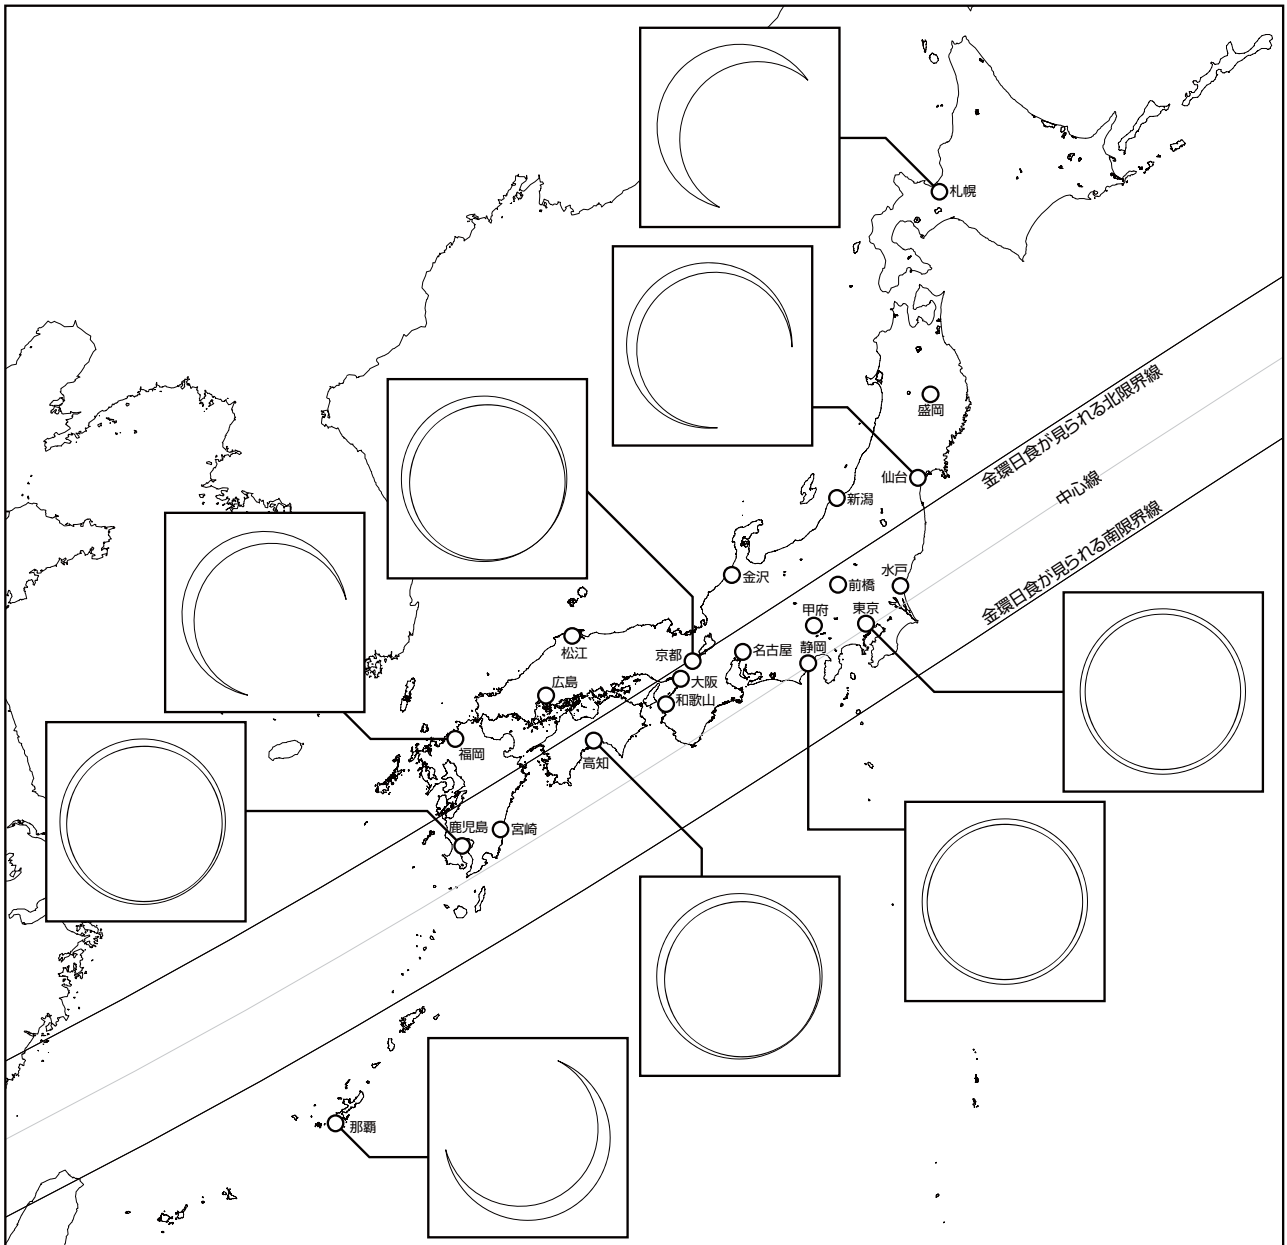 札幌
盛岡
金環日食が見られる北限界線
仙台
新潟
中心線
金環日食が見られる南限界線
金沢
前橋
水戸
甲府
東京
松江
京都
名古屋
静岡
広島
大阪
和歌山
福岡
高知
鹿児島
宮崎
那覇